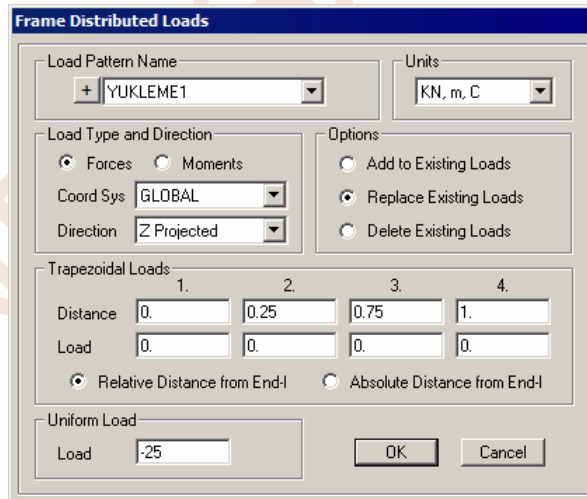 Frame Distributed Loads
Load Pattern Name
+ YUKLEME1
Units
KN, m, C
Load Type and Direction
Forces Moments
Coord Sys GLOBAL
Direction Z Projected
Options
Add to Existing Loads
Replace Existing Loads
Delete Existing Loads
Trapezoidal Loads
1. 2. 3. 4.
Distance 0. 0.25 0.75 1.
Load 0. 0. 0. 0.
Relative Distance from End-I Absolute Distance from End-I
Uniform Load
Load -25
OK Cancel